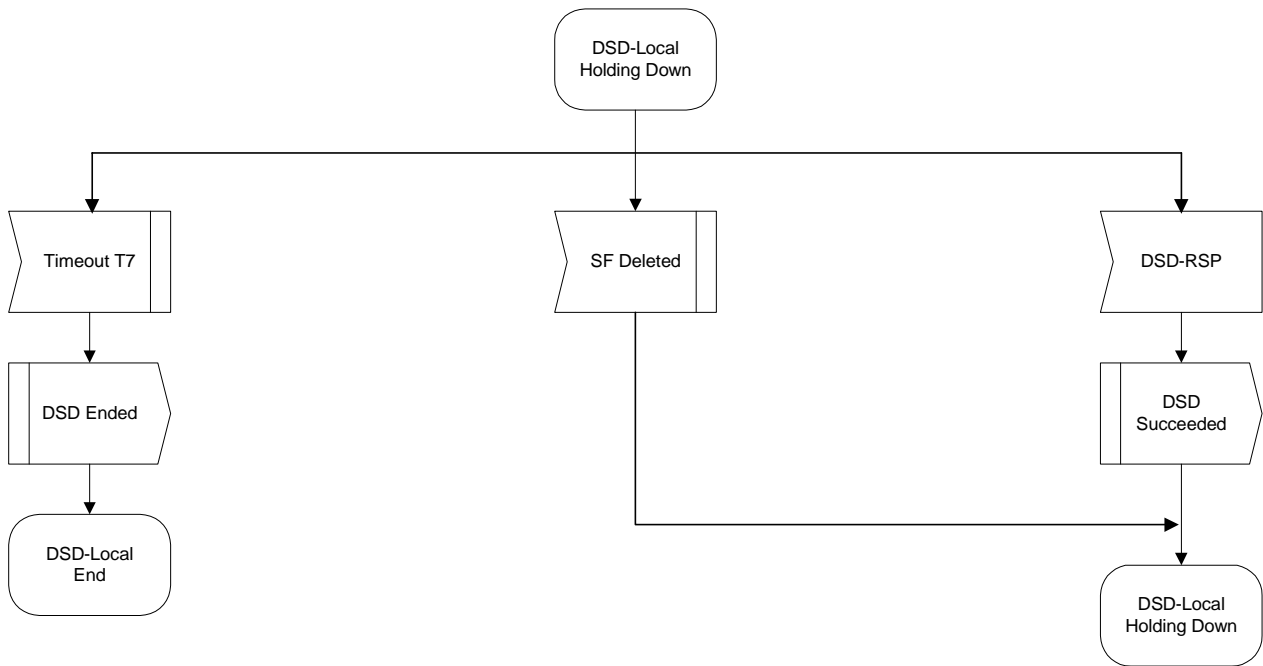 DSD-Local
Holding Down
Timeout T7
SF Deleted
DSD-RSP
DSD Ended
DSD
Succeeded
DSD-Local
End
DSD-Local
Holding Down